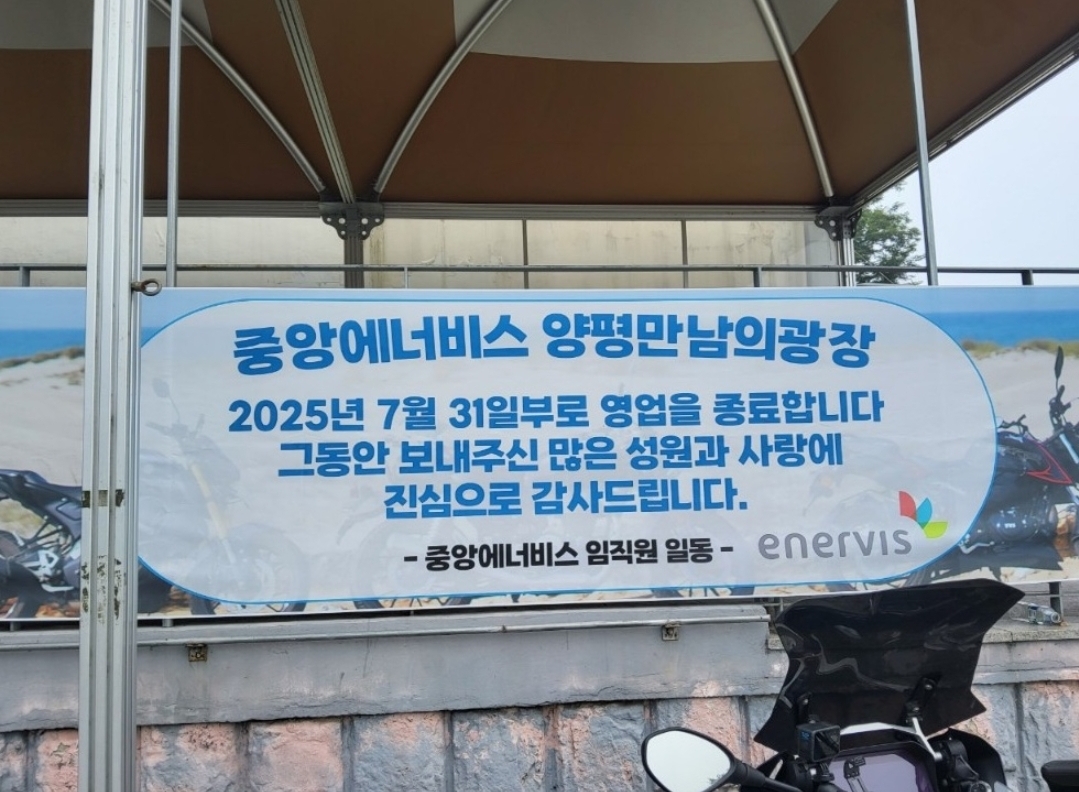 중앙에너비스 양평만남의광장
2025년 7월 31일부로 영업을 종료합니다
그동안 보내주신 많은 성원과 사랑에
진심으로 감사드립니다.
- 중앙에너비스 임직원 일동 -
enervis